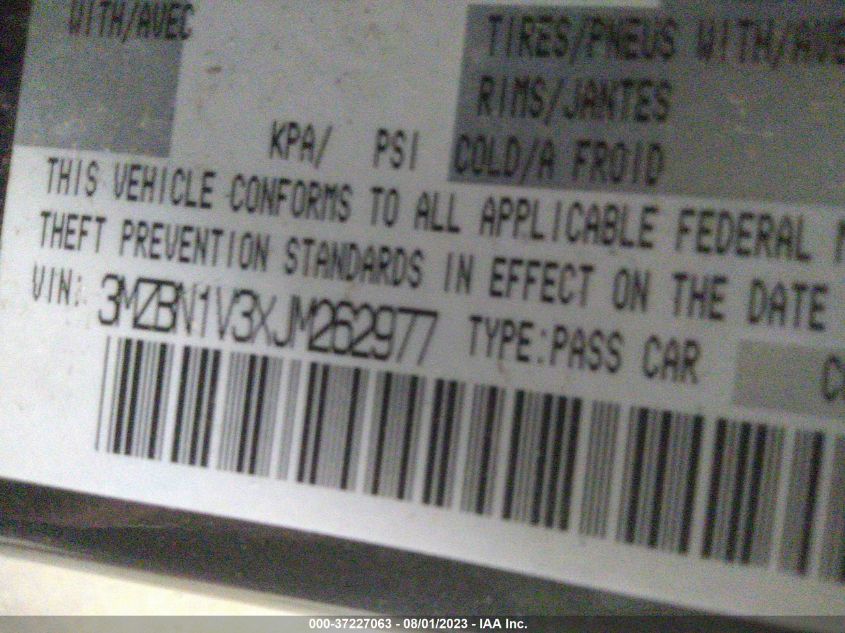 WITH/AVEC
TIRES/PNEUS WITH/AVE
RIMS/JANTES
KPA/ PSI COLD/A FROID
THIS VEHICLE CONFORMS TO ALL APPLICABLE FEDERAL M
THEFT PREVENTION STANDARDS IN EFFECT ON THE DATE
VIN: 3MZBN1V3XJM262977 TYPE:PASS CAR
000-37227063 - 08/01/2023 - IAA Inc.